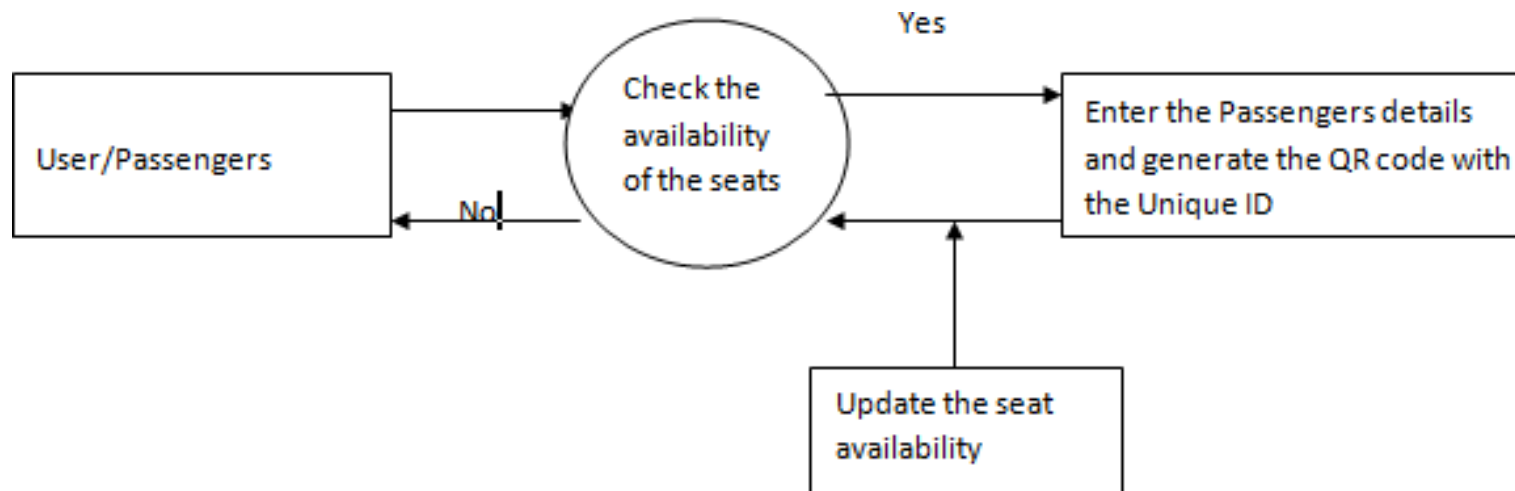 Yes
Check the
availability
of the seats
Enter the Passengers details
and generate the QR code with
the Unique ID
User/Passengers
No
Update the seat
availability